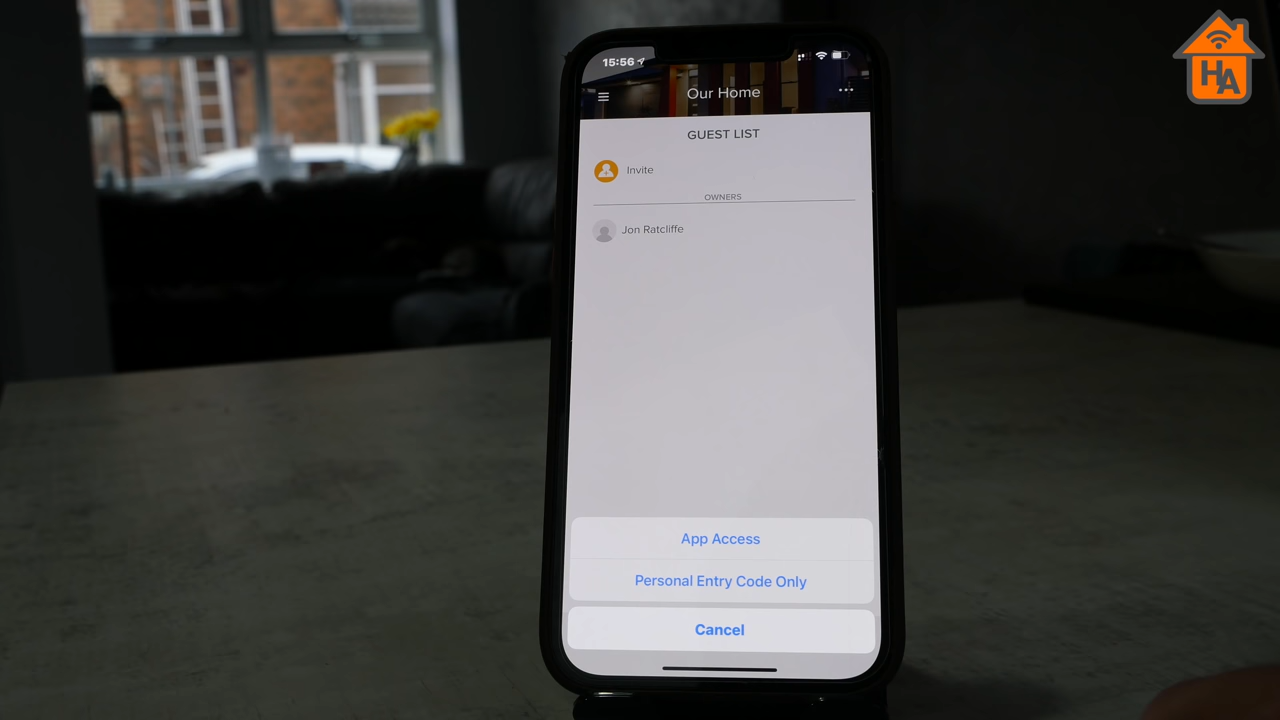 HA
15:56
Our Home
GUEST LIST
Invite
OWNERS
Jon Ratcliffe
App Access
Personal Entry Code Only
Cancel